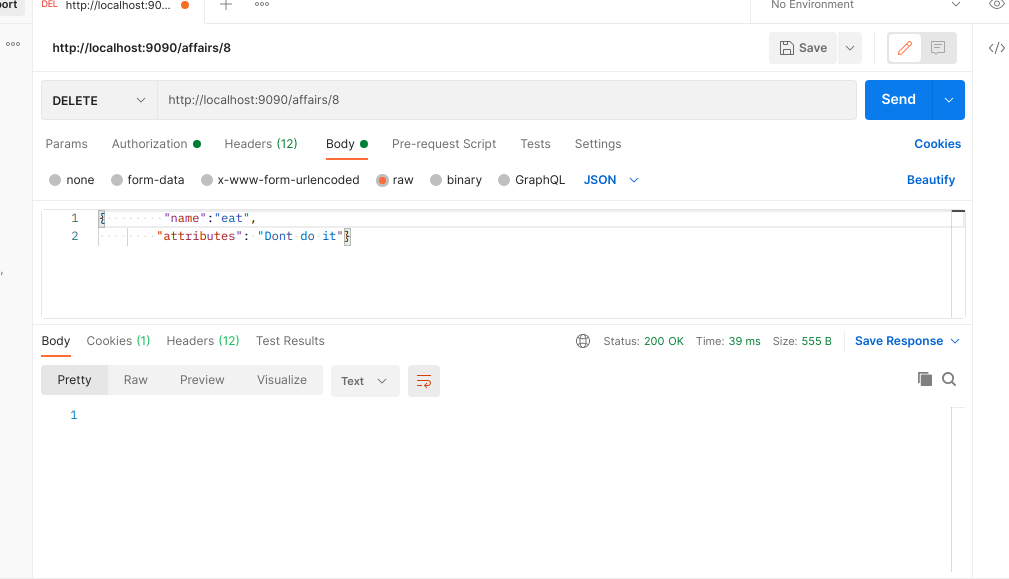 ort
DEL http://localhost:90...
No Environment
http://localhost:9090/affairs/8
Save
DELETE
http://localhost:9090/affairs/8
Send
Params Authorization Headers (12) Body Pre-request Script Tests Settings Cookies
none form-data x-www-form-urlencoded raw binary GraphQL JSON Beautify
1 { "name":"eat",
2 "attributes": "Dont do it"}
Body Cookies (1) Headers (12) Test Results Status: 200 OK Time: 39 ms Size: 555 B Save Response
Pretty Raw Preview Visualize Text
1